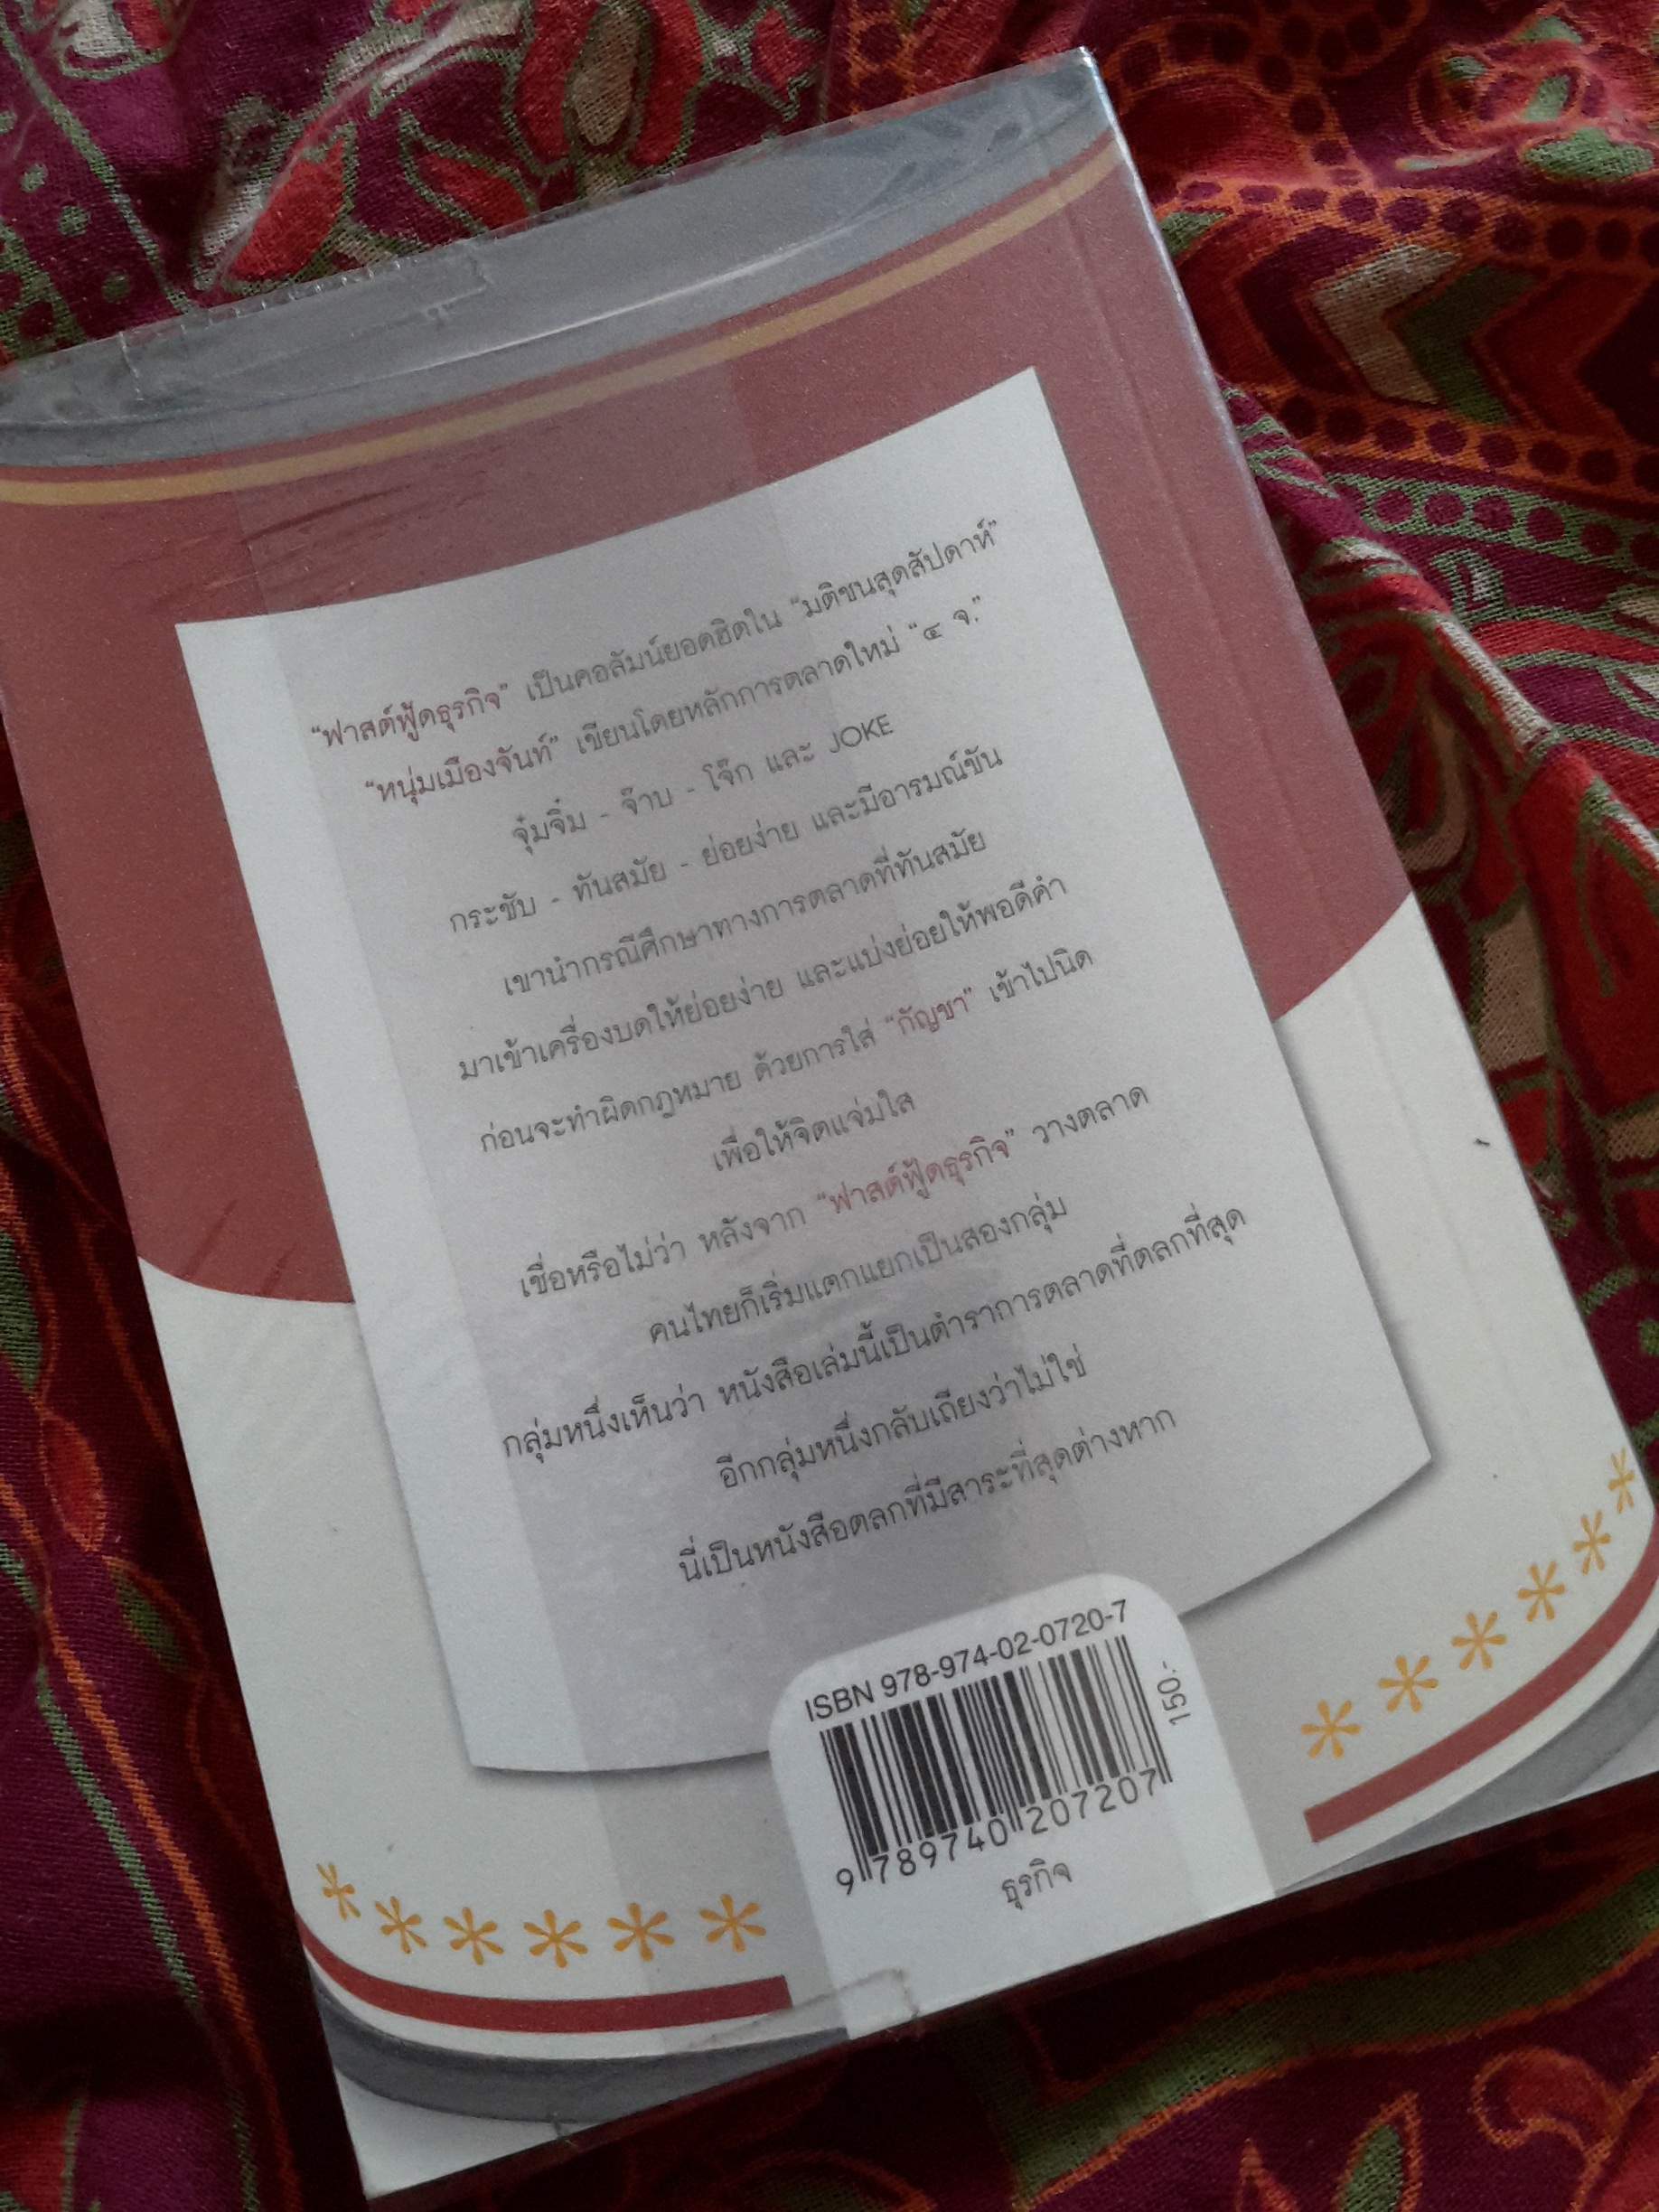 "ฟาสต์ฟู้ดธุรกิจ" เป็นคอลัมน์ยอดฮิตใน "มติชนสุดสัปดาห์"
"หนุ่มเมืองจันท์" เขียนโดยหลักการตลาดใหม่ "๔ จ."
จุ๋มจิ๋ม - จ๊าบ - โจ๊ก และ JOKE
กระชับ - ทันสมัย - ย่อยง่าย และมีอารมณ์ขัน
เขานำกรณีศึกษาทางการตลาดที่ทันสมัย
มาเข้าเครื่องบดให้ย่อยง่าย และแบ่งย่อยให้พอดีคำ
ก่อนจะทำผิดกฎหมาย ด้วยการใส่ "กัญชา" เข้าไปนิด
เพื่อให้จิตแจ่มใส
เชื่อหรือไม่ว่า หลังจาก "ฟาสต์ฟู้ดธุรกิจ" วางตลาด
คนไทยก็เริ่มแตกแยกเป็นสองกลุ่ม
กลุ่มหนึ่งเห็นว่า หนังสือเล่มนี้เป็นตำราการตลาดที่ตลกที่สุด
อีกกลุ่มหนึ่งกลับเถียงว่าไม่ใช่
นี่เป็นหนังสือตลกที่มีสาระที่สุดต่างหาก
ISBN 978-974-02-0720-7
150.-
9 789740 207207
ธุรกิจ